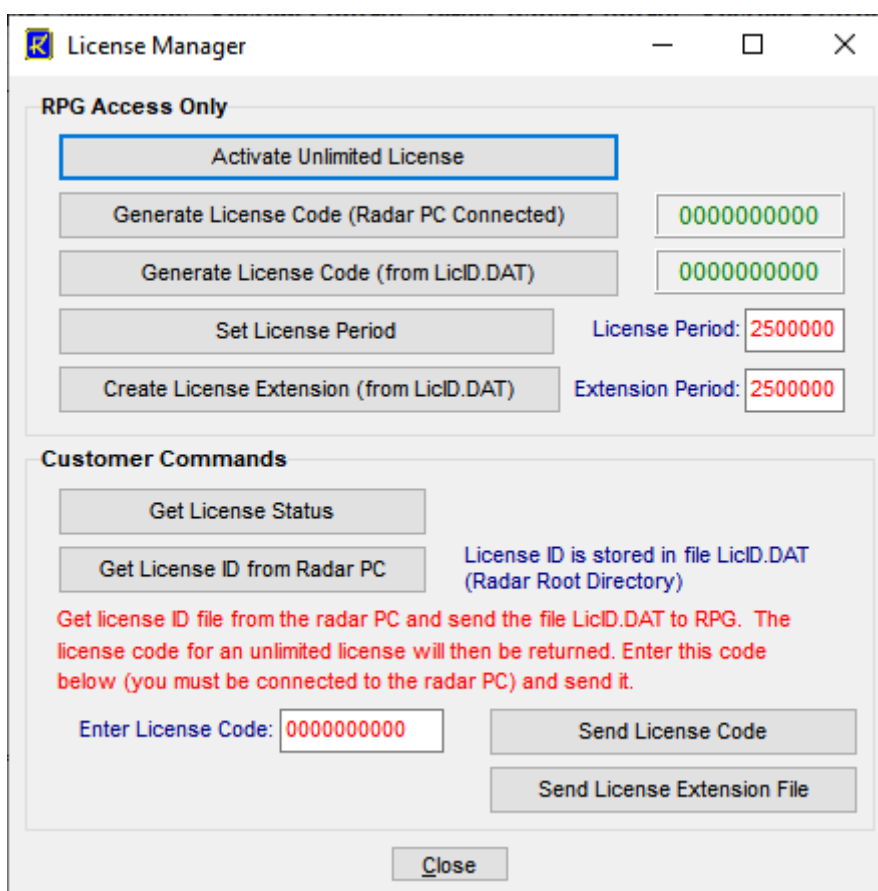 License Manager
RPG Access Only
Activate Unlimited License
Generate License Code (Radar PC Connected)
0000000000
Generate License Code (from LicID.DAT)
0000000000
Set License Period
License Period: 2500000
Create License Extension (from LicID.DAT)
Extension Period: 2500000
Customer Commands
Get License Status
Get License ID from Radar PC
License ID is stored in file LicID.DAT
(Radar Root Directory)
Get license ID file from the radar PC and send the file LicID.DAT to RPG. The
license code for an unlimited license will then be returned. Enter this code
below (you must be connected to the radar PC) and send it.
Enter License Code: 0000000000
Send License Code
Send License Extension File
Close